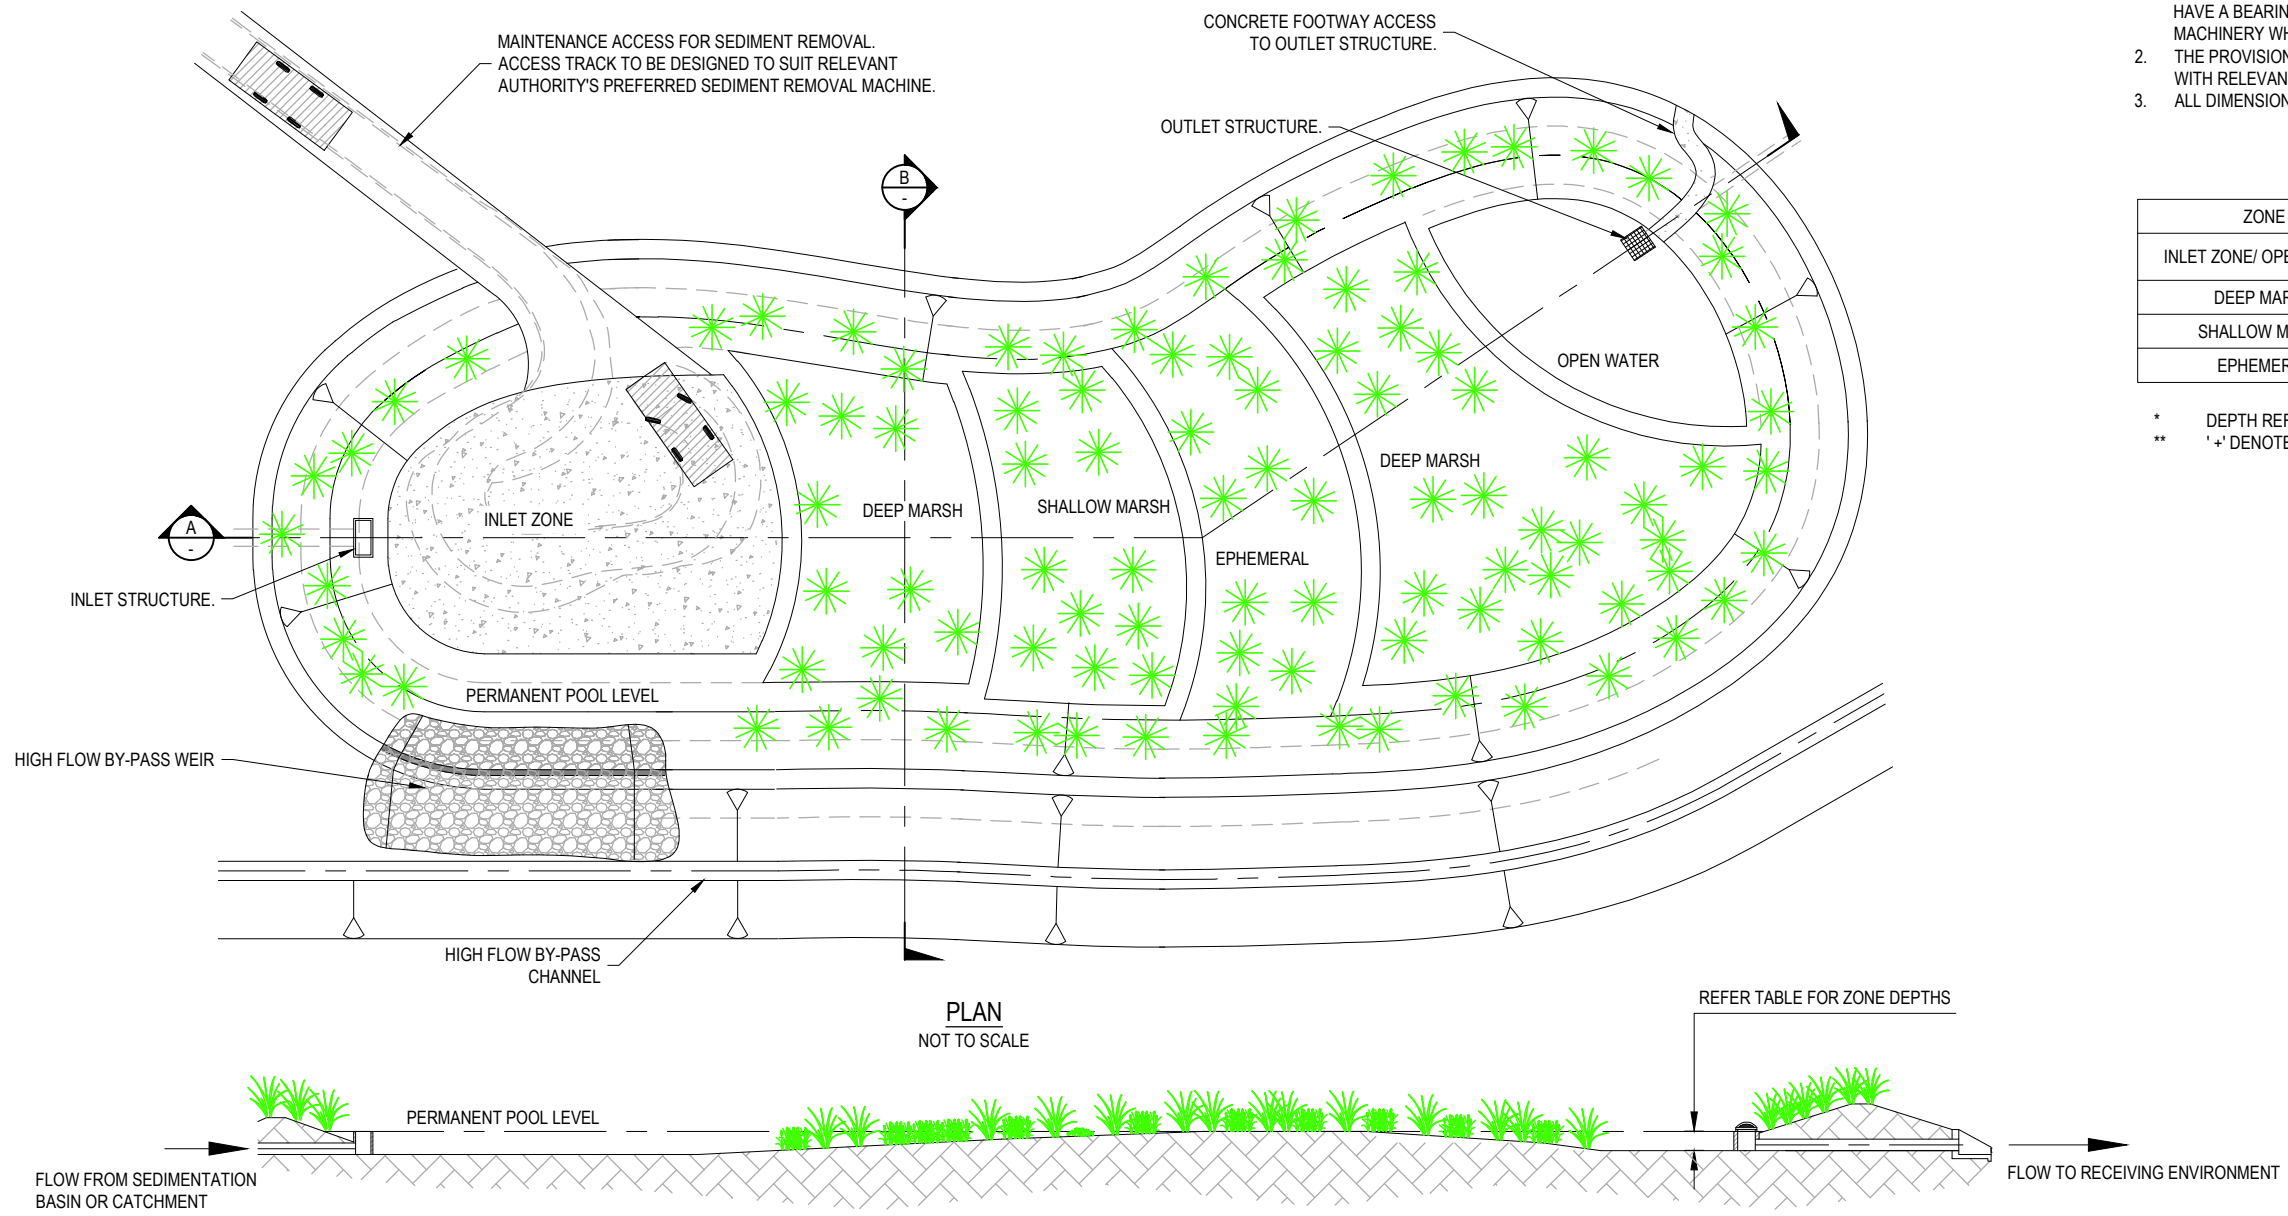 MAINTENANCE ACCESS FOR SEDIMENT REMOVAL.
ACCESS TRACK TO BE DESIGNED TO SUIT RELEVANT
AUTHORITY'S PREFERRED SEDIMENT REMOVAL MACHINE.
CONCRETE FOOTWAY ACCESS
TO OUTLET STRUCTURE.
OUTLET STRUCTURE.
HAVE A BEARIN
MACHINERY WH
2. THE PROVISION
WITH RELEVAN
3. ALL DIMENSION
ZONE
INLET ZONE/ OPE
DEEP MAR
SHALLOW M
EPHEMER
* DEPTH REF
** ' +' DENOTE
B
-
A
-
INLET STRUCTURE.
INLET ZONE
DEEP MARSH
SHALLOW MARSH
EPHEMERAL
DEEP MARSH
OPEN WATER
PERMANENT POOL LEVEL
HIGH FLOW BY-PASS WEIR
HIGH FLOW BY-PASS
CHANNEL
PLAN
NOT TO SCALE
REFER TABLE FOR ZONE DEPTHS
PERMANENT POOL LEVEL
FLOW FROM SEDIMENTATION
BASIN OR CATCHMENT
FLOW TO RECEIVING ENVIRONMENT